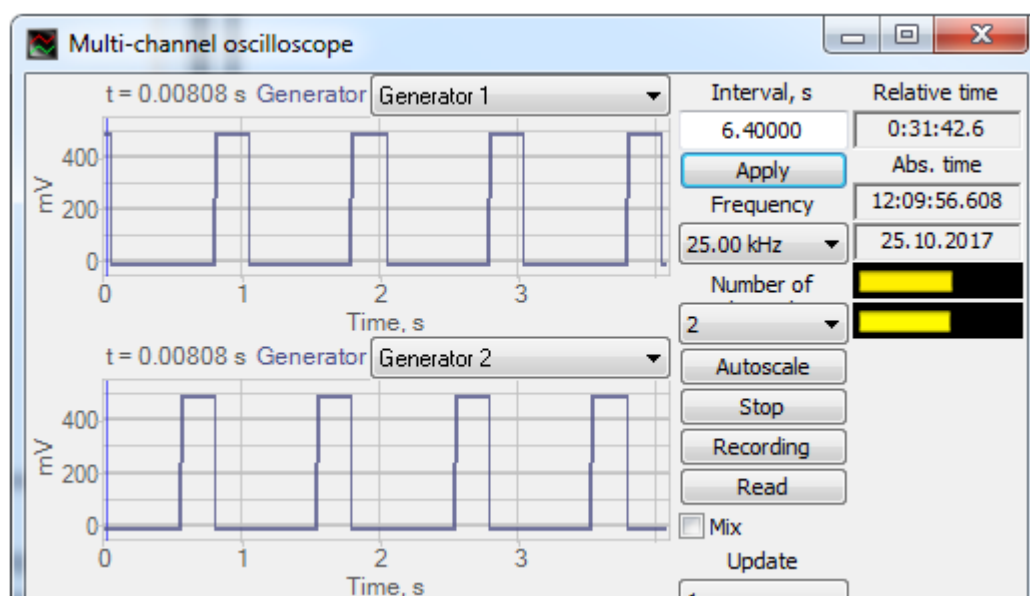 Multi-channel oscilloscope
t = 0.00808 s Generator Generator 1
400
200
0
mV
0 1 2 3
Time, s
t = 0.00808 s Generator Generator 2
400
200
0
mV
0 1 2 3
Time, s
Interval, s
6.40000
Apply
Frequency
25.00 kHz
Number of
2
Autoscale
Stop
Recording
Read
Mix
Update
Relative time
0:31:42.6
Abs. time
12:09:56.608
25.10.2017